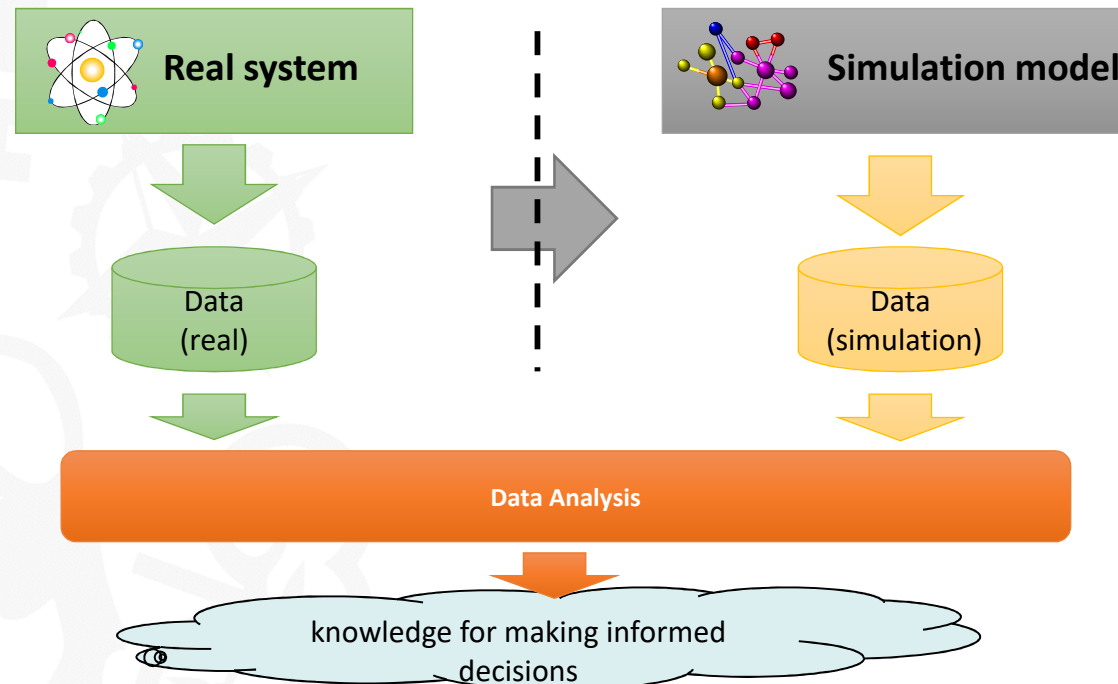 Real system
Simulation model
Data
(real)
Data
(simulation)
Data Analysis
knowledge for making informed
decisions